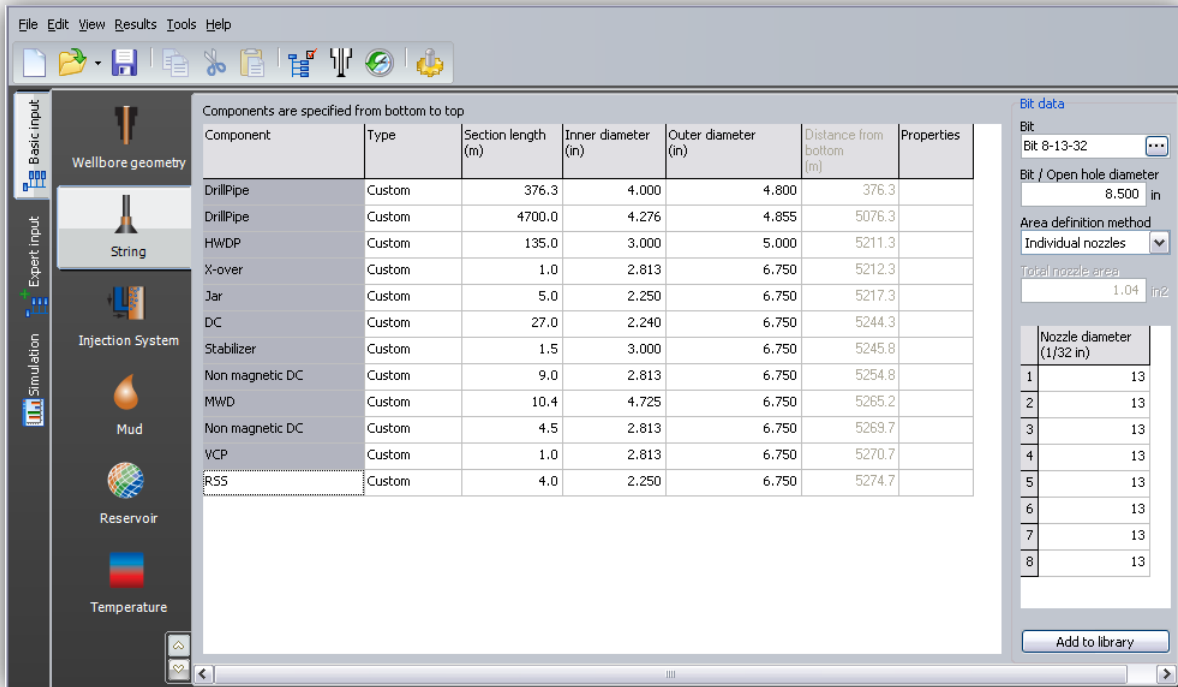 File Edit View Results Tools Help
Basic input
Expert input
Simulation
Wellbore geometry
String
Injection System
Mud
Reservoir
Temperature
Components are specified from bottom to top
Component Type Section length (m) Inner diameter (in) Outer diameter (in) Distance from bottom (m) Properties
DrillPipe Custom 376.3 4.000 4.800 376.3
DrillPipe Custom 4700.0 4.276 4.855 5076.3
HWDP Custom 135.0 3.000 5.000 5211.3
X-over Custom 1.0 2.813 6.750 5212.3
Jar Custom 5.0 2.250 6.750 5217.3
DC Custom 27.0 2.240 6.750 5244.3
Stabilizer Custom 1.5 3.000 6.750 5245.8
Non magnetic DC Custom 9.0 2.813 6.750 5254.8
MWD Custom 10.4 4.725 6.750 5265.2
Non magnetic DC Custom 4.5 2.813 6.750 5269.7
VCP Custom 1.0 2.813 6.750 5270.7
RSS Custom 4.0 2.250 6.750 5274.7
Bit data
Bit
Bit 8-13-32 ...
Bit / Open hole diameter
8.500 in
Area definition method
Individual nozzles
Total nozzle area
1.04 in2
Nozzle diameter
(1/32 in)
1 13
2 13
3 13
4 13
5 13
6 13
7 13
8 13
Add to library